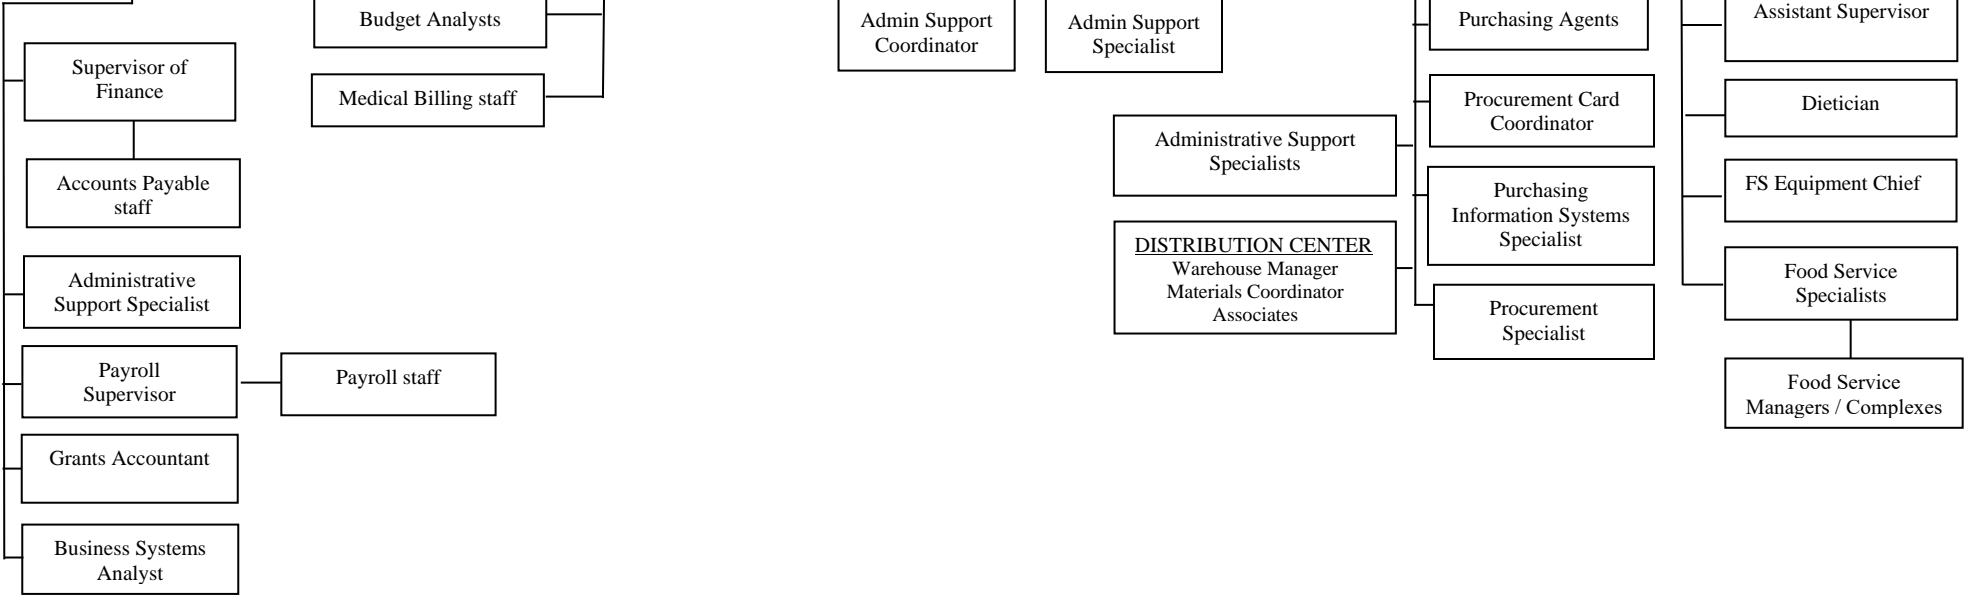 Budget Analysts
Medical Billing staff
Supervisor of
Finance
Accounts Payable
staff
Administrative
Support Specialist
Payroll
Supervisor
Payroll staff
Grants Accountant
Business Systems
Analyst
Admin Support
Coordinator
Admin Support
Specialist
Administrative Support
Specialists
DISTRIBUTION CENTER
Warehouse Manager
Materials Coordinator
Associates
Purchasing Agents
Procurement Card
Coordinator
Purchasing
Information Systems
Specialist
Procurement
Specialist
Assistant Supervisor
Dietician
FS Equipment Chief
Food Service
Specialists
Food Service
Managers / Complexes